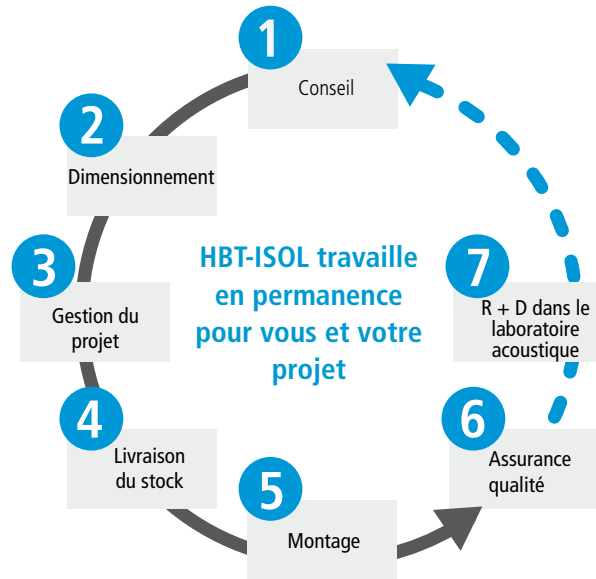 1
Conseil
2
Dimensionnement
3
Gestion du
projet
4
Livraison
du stock
5
Montage
6
Assurance
qualité
7
R + D dans le
laboratoire
acoustique
HBT-ISOL travaille
en permanence
pour vous et votre
projet